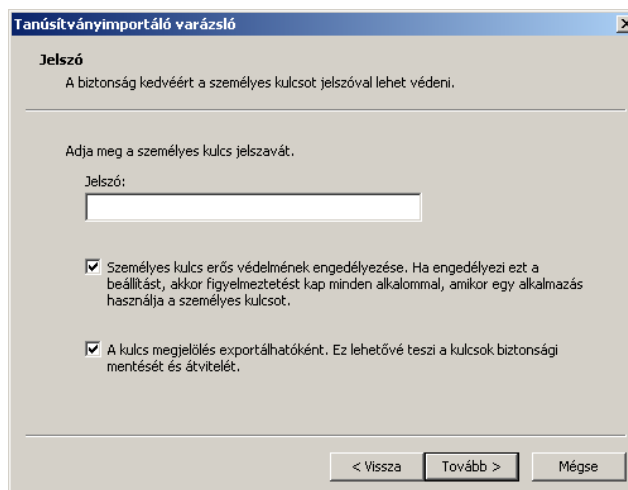 Tanúsítványimportáló varázsló
Jelszó
A biztonság kedvéért a személyes kulcsot jelszóval lehet védeni.
Adja meg a személyes kulcs jelszavát.
Jelszó:
Személyes kulcs erős védelmének engedélyezése. Ha engedélyezi ezt a
beállítást, akkor figyelmeztetést kap minden alkalommal, amikor egy alkalmazás
használja a személyes kulcsot.
A kulcs megjelölés exportálhatóként. Ez lehetővé teszi a kulcsok biztonsági
mentését és átvitelét.
< Vissza
Tovább >
Mégse